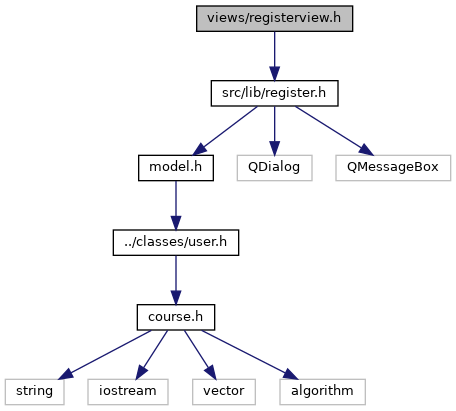 views/registerview.h
src/lib/register.h
model.h
QDialog
QMessageBox
../classes/user.h
course.h
string
iostream
vector
algorithm